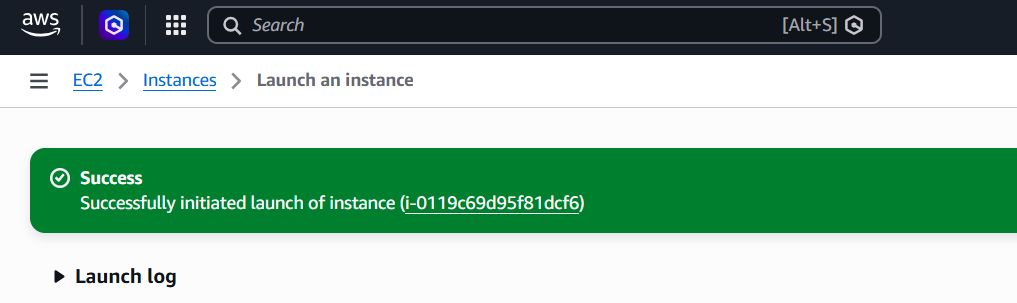 aws
Search [Alt+S]
EC2 Instances Launch an instance
Success
Successfully initiated launch of instance (i-0119c69d95f81dcf6)
Launch log